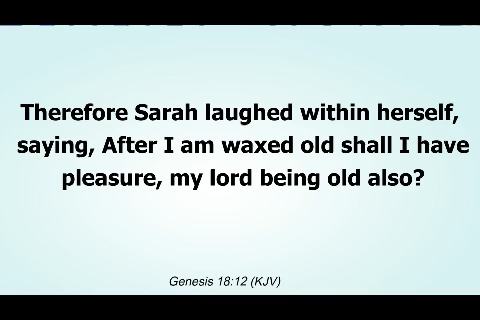 Therefore Sarah laughed within herself,
saying, After I am waxed old shall I have
pleasure, my lord being old also?
Genesis 18:12 (KJV)